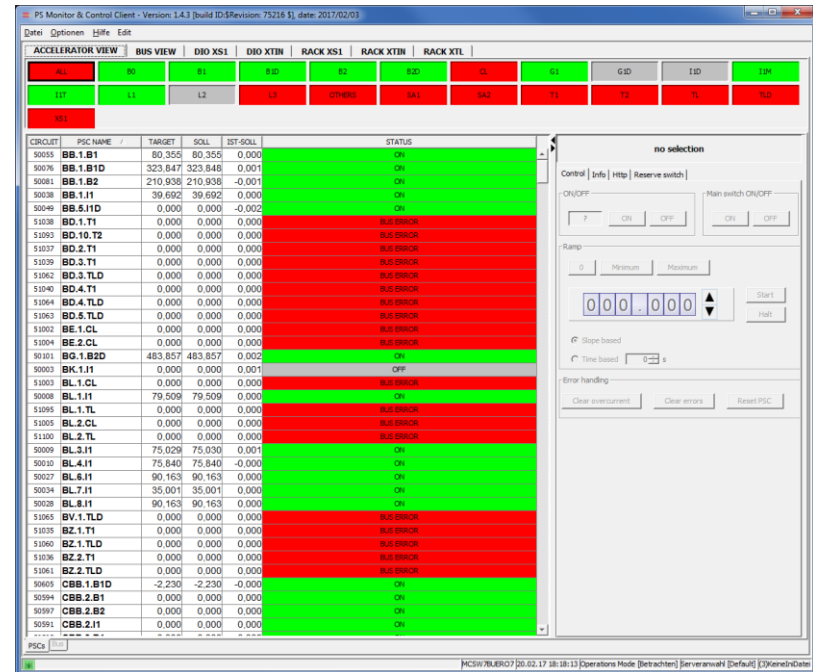 PS Monitor & Control Client - Version: 1.4.3 [build ID:$Revision: 75216 $], date: 2017/02/03
Datei Optionen Hilfe Edit
ACCELERATOR VIEW BUS VIEW DIO XS1 DIO XTIN RACK XS1 RACK XTIN RACK XTL
ALL B0 B1 B1D B2 B2D CL G1 G1D I1D I1M
I1T L1 L2 L3 OTHERS SA1 SA2 T1 T2 TL TLD
XS1
CIRCUIT PSC NAME / TARGET SOLL IST-SOLL STATUS
50055 BB.1.B1 80,355 80,355 0,000 ON
50076 BB.1.B1D 323,847 323,848 0,001 ON
50081 BB.1.B2 210,938 210,938 -0,001 ON
50038 BB.1.I1 39,692 39,692 0,000 ON
50049 BB.5.I1D 0,000 0,000 -0,002 ON
51038 BD.1.T1 0,000 0,000 0,000 BUS ERROR
51093 BD.10.T2 0,000 0,000 0,000 BUS ERROR
51037 BD.2.T1 0,000 0,000 0,000 BUS ERROR
51039 BD.3.T1 0,000 0,000 0,000 BUS ERROR
51062 BD.3.TLD 0,000 0,000 0,000 BUS ERROR
51040 BD.4.T1 0,000 0,000 0,000 BUS ERROR
51064 BD.4.TLD 0,000 0,000 0,000 BUS ERROR
51063 BD.5.TLD 0,000 0,000 0,000 BUS ERROR
51002 BE.1.CL 0,000 0,000 0,000 BUS ERROR
51004 BE.2.CL 0,000 0,000 0,000 BUS ERROR
50101 BG.1.B2D 483,857 483,857 0,002 ON
50003 BK.1.I1 0,000 0,000 0,001 OFF
51003 BL.1.CL 0,000 0,000 0,000 BUS ERROR
50008 BL.1.I1 79,509 79,509 0,000 ON
51095 BL.1.TL 0,000 0,000 0,000 BUS ERROR
51005 BL.2.CL 0,000 0,000 0,000 BUS ERROR
51100 BL.2.TL 0,000 0,000 0,000 BUS ERROR
50009 BL.3.I1 75,029 75,030 0,001 ON
50010 BL.4.I1 75,840 75,840 -0,000 ON
50027 BL.6.I1 90,163 90,163 0,000 ON
50034 BL.7.I1 35,001 35,001 0,000 ON
50028 BL.8.I1 90,163 90,163 0,000 ON
51065 BV.1.TLD 0,000 0,000 0,000 BUS ERROR
51035 BZ.1.T1 0,000 0,000 0,000 BUS ERROR
51060 BZ.1.TLD 0,000 0,000 0,000 BUS ERROR
51036 BZ.2.T1 0,000 0,000 0,000 BUS ERROR
51061 BZ.2.TLD 0,000 0,000 0,000 BUS ERROR
50605 CBB.1.B1D -2,230 -2,230 -0,000 ON
50594 CBB.2.B1 0,000 0,000 0,000 ON
50597 CBB.2.B2 0,000 0,000 0,000 ON
50591 CBB.2.I1 0,000 0,000 0,000 ON
no selection
Control Info Http Reserve switch
ON/OFF Main switch ON/OFF
? ON OFF ON OFF
Ramp
0 Minimum Maximum
000.000 Start
Halt
Slope based
Time based 0 s
Error handling
Clear overcurrent Clear errors Reset PSC
PSCs Bus
MCSW7BUERO7 20.02.17 18:18:13 Operations Mode [Betrachten] Serveranwahl [Default] (J)KeineIniDatei